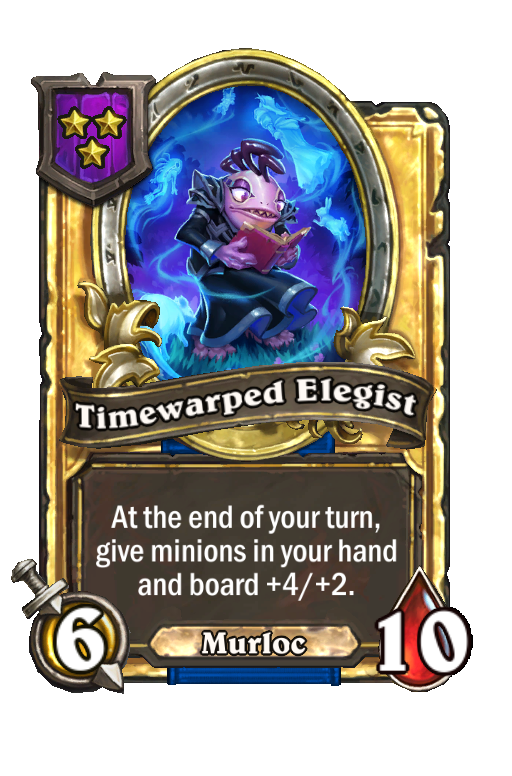 Timewarped Elegist
At the end of your turn,
give minions in your hand
and board +4/+2.
6
Murloc
10